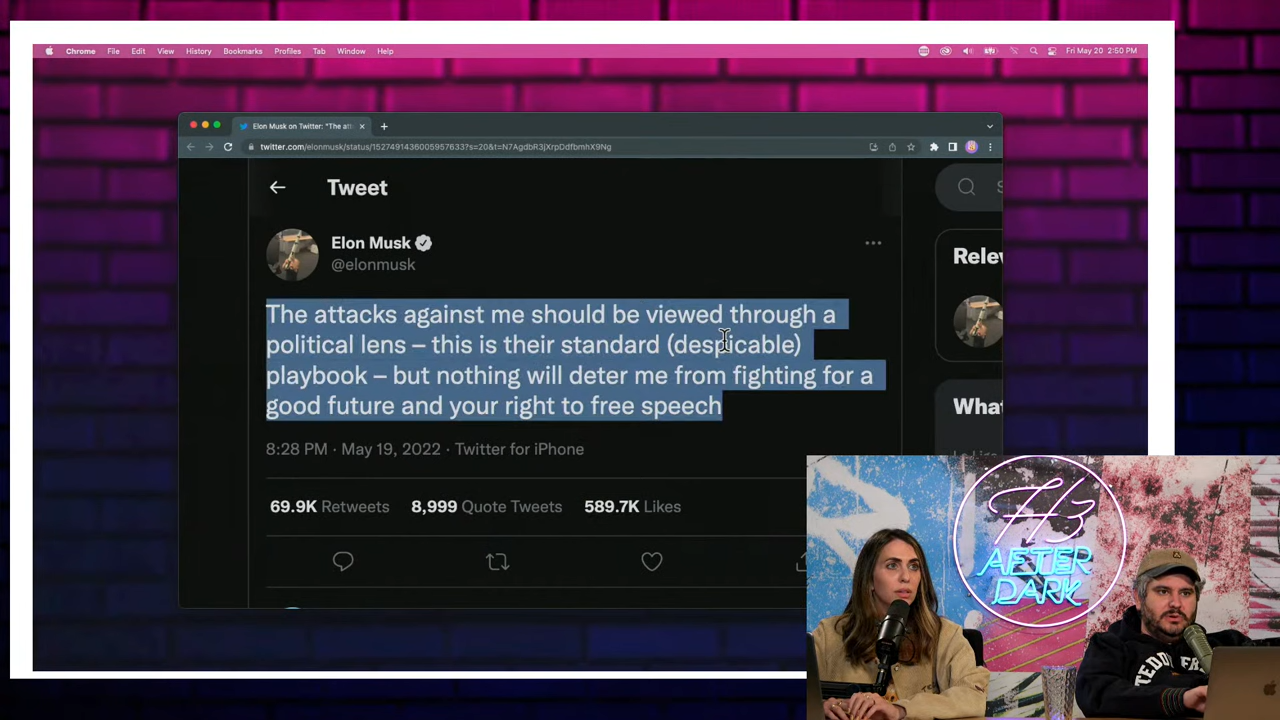 Chrome File Edit View History Bookmarks Profiles Tab Window Help
Fri May 20 2:50 PM
Elon Musk on Twitter: "The att
twitter.com/elonmusk/status/1527491436005957633?s=20&t=N7AgdbR3jXrpDdfbmhX9Ng
Tweet
S
Elon Musk
@elonmusk
The attacks against me should be viewed through a
political lens – this is their standard (despicable)
playbook – but nothing will deter me from fighting for a
good future and your right to free speech
8:28 PM · May 19, 2022 · Twitter for iPhone
69.9K Retweets 8,999 Quote Tweets 589.7K Likes
Relev
What
H3
AFTER
DARK
TEDDY FR